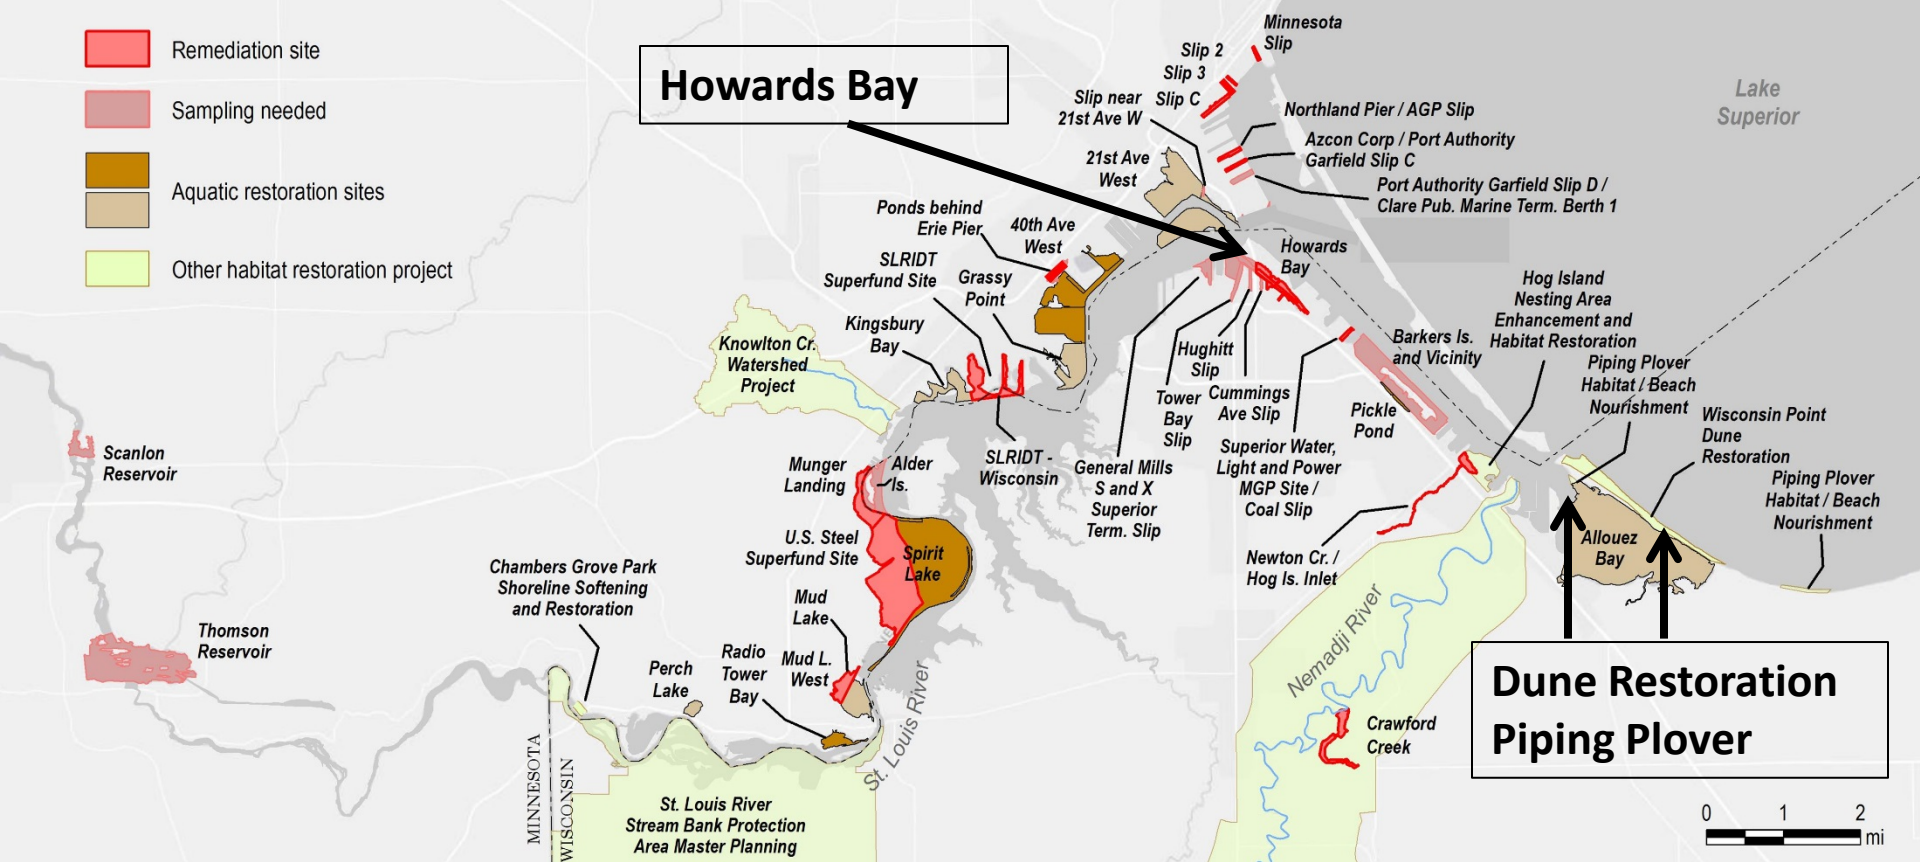 Remediation site
Sampling needed
Aquatic restoration sites
Other habitat restoration project
Howards Bay
Minnesota
Slip
Slip 2
Slip 3
Slip C
Slip near
21st Ave W
Northland Pier / AGP Slip
Azcon Corp / Port Authority
Garfield Slip C
Port Authority Garfield Slip D /
Clare Pub. Marine Term. Berth 1
Lake
Superior
21st Ave
West
Ponds behind
Erie Pier
40th Ave
West
SLRIDT
Superfund Site
Grassy
Point
Kingsbury
Bay
Knowlton Cr.
Watershed
Project
Howards
Bay
Hog Island
Nesting Area
Enhancement and
Habitat Restoration
Barkers Is.
and Vicinity
Piping Plover
Habitat / Beach
Nourishment
Wisconsin Point
Dune
Restoration
Piping Plover
Habitat / Beach
Nourishment
Hughitt
Slip
Cummings
Ave Slip
Tower
Bay
Slip
Pickle
Pond
Superior Water,
Light and Power
MGP Site /
Coal Slip
General Mills
S and X
Superior
Term. Slip
SLRIDT -
Wisconsin
Scanlon
Reservoir
Munger
Landing
Alder
Is.
U.S. Steel
Superfund Site
Spirit
Lake
Newton Cr. /
Hog Is. Inlet
Allouez
Bay
Chambers Grove Park
Shoreline Softening
and Restoration
Mud
Lake
Thomson
Reservoir
Perch
Lake
Radio
Tower
Bay
Mud L.
West
St. Louis River
Nemadji River
Crawford
Creek
Dune Restoration
Piping Plover
MINNESOTA
WISCONSIN
St. Louis River
Stream Bank Protection
Area Master Planning
0 1 2
mi